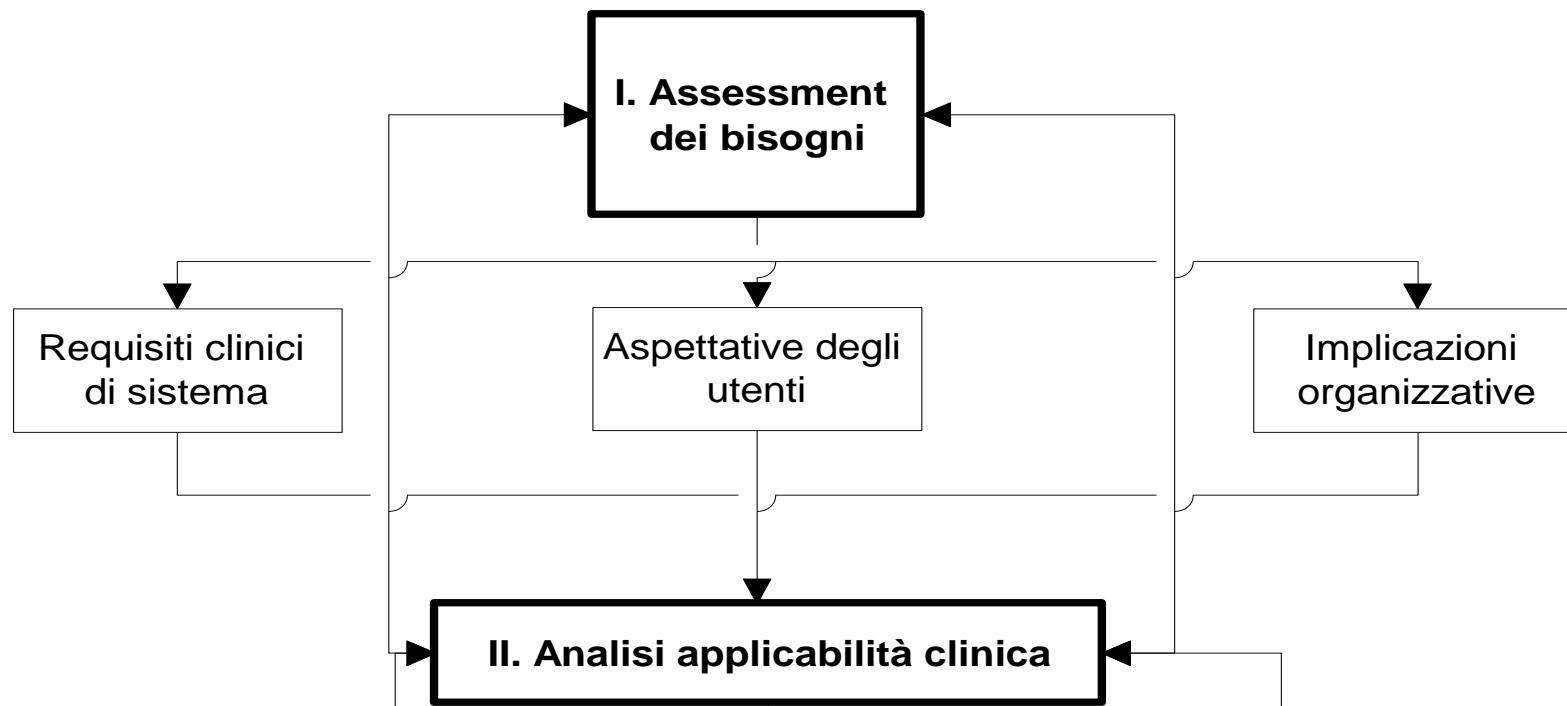 I. Assessment
dei bisogni
Requisiti clinici
di sistema
Aspettative degli
utenti
Implicazioni
organizzative
II. Analisi applicabilità clinica